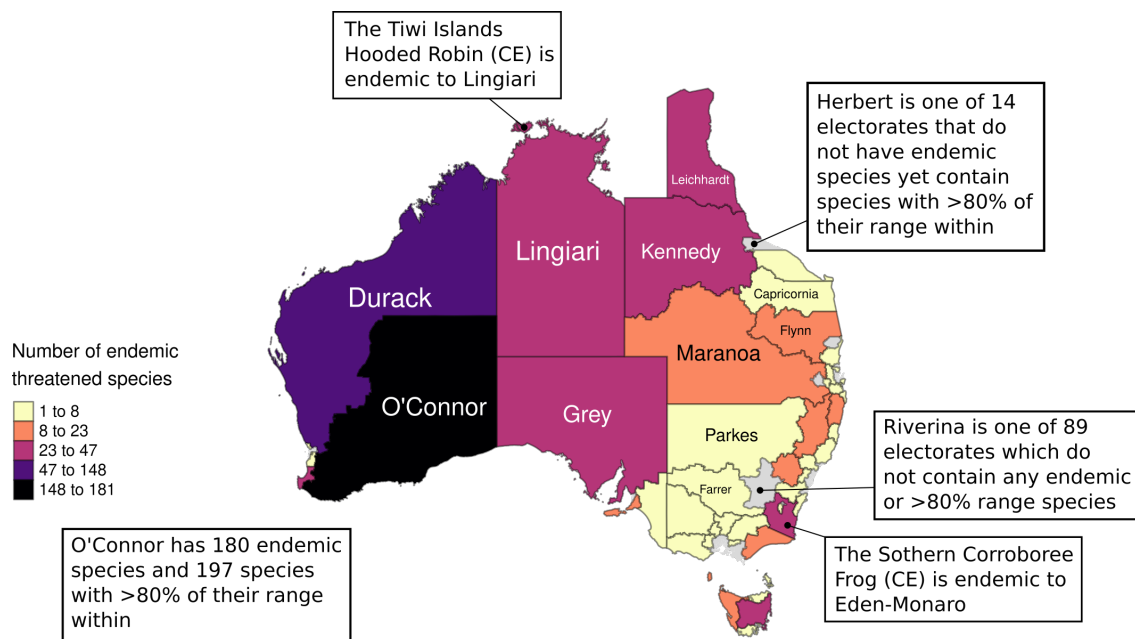 The Tiwi Islands
Hooded Robin (CE) is
endemic to Lingiari
Herbert is one of 14
electorates that do
not have endemic
species yet contain
species with >80% of
their range within
Leichhardt
Lingiari
Kennedy
Durack
Capricornia
Flynn
Maranoa
O'Connor
Grey
Parkes
Farrer
Number of endemic
threatened species
1 to 8
8 to 23
23 to 47
47 to 148
148 to 181
Riverina is one of 89
electorates which do
not contain any endemic
or >80% range species
O'Connor has 180 endemic
species and 197 species
with >80% of their range
within
The Sothern Corroboree
Frog (CE) is endemic to
Eden-Monaro